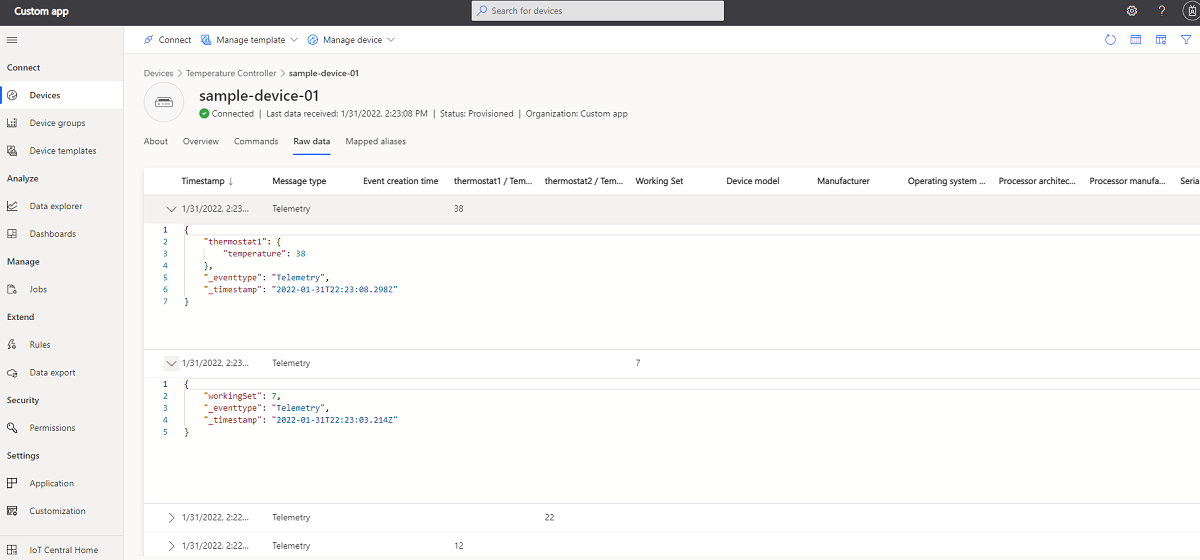 Custom app
Search for devices
?
Connect
Manage template
Manage device
Connect
Devices
Device groups
Device templates
Analyze
Data explorer
Dashboards
Manage
Jobs
Extend
Rules
Data export
Security
Permissions
Settings
Application
Customization
IoT Central Home
Devices > Temperature Controller > sample-device-01
sample-device-01
Connected | Last data received: 1/31/2022, 2:23:08 PM | Status: Provisioned | Organization: Custom app
About Overview Commands Raw data Mapped aliases
Timestamp ↓ Message type Event creation time thermostat1 / Tem... thermostat2 / Tem... Working Set Device model Manufacturer Operating system ... Processor architec... Processor manufa... Seria
1/31/2022, 2:23... Telemetry 38
1 {
2 "thermostat1": {
3 "temperature": 38
4 },
5 "_eventtype": "Telemetry",
6 "_timestamp": "2022-01-31T22:23:08.298Z"
7 }
1/31/2022, 2:23... Telemetry 7
1 {
2 "workingSet": 7,
3 "_eventtype": "Telemetry",
4 "_timestamp": "2022-01-31T22:23:03.214Z"
5 }
1/31/2022, 2:22... Telemetry 22
1/31/2022, 2:22... Telemetry 12